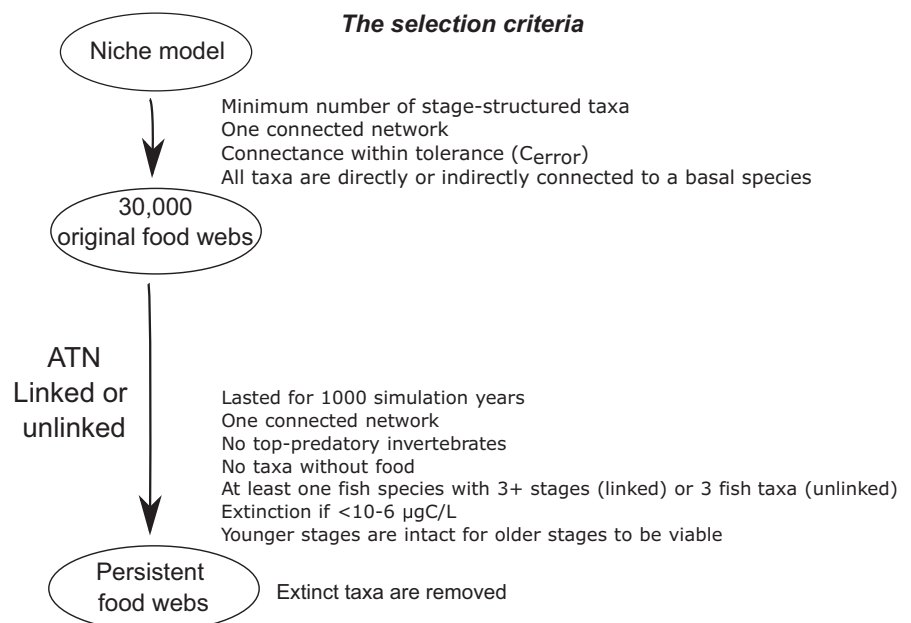 The selection criteria
Niche model
Minimum number of stage-structured taxa
One connected network
Connectance within tolerance (Cerror)
All taxa are directly or indirectly connected to a basal species
30,000
original food webs
ATN
Linked or
unlinked
Lasted for 1000 simulation years
One connected network
No top-predatory invertebrates
No taxa without food
At least one fish species with 3+ stages (linked) or 3 fish taxa (unlinked)
Extinction if <10-6 µgC/L
Younger stages are intact for older stages to be viable
Persistent
food webs
Extinct taxa are removed